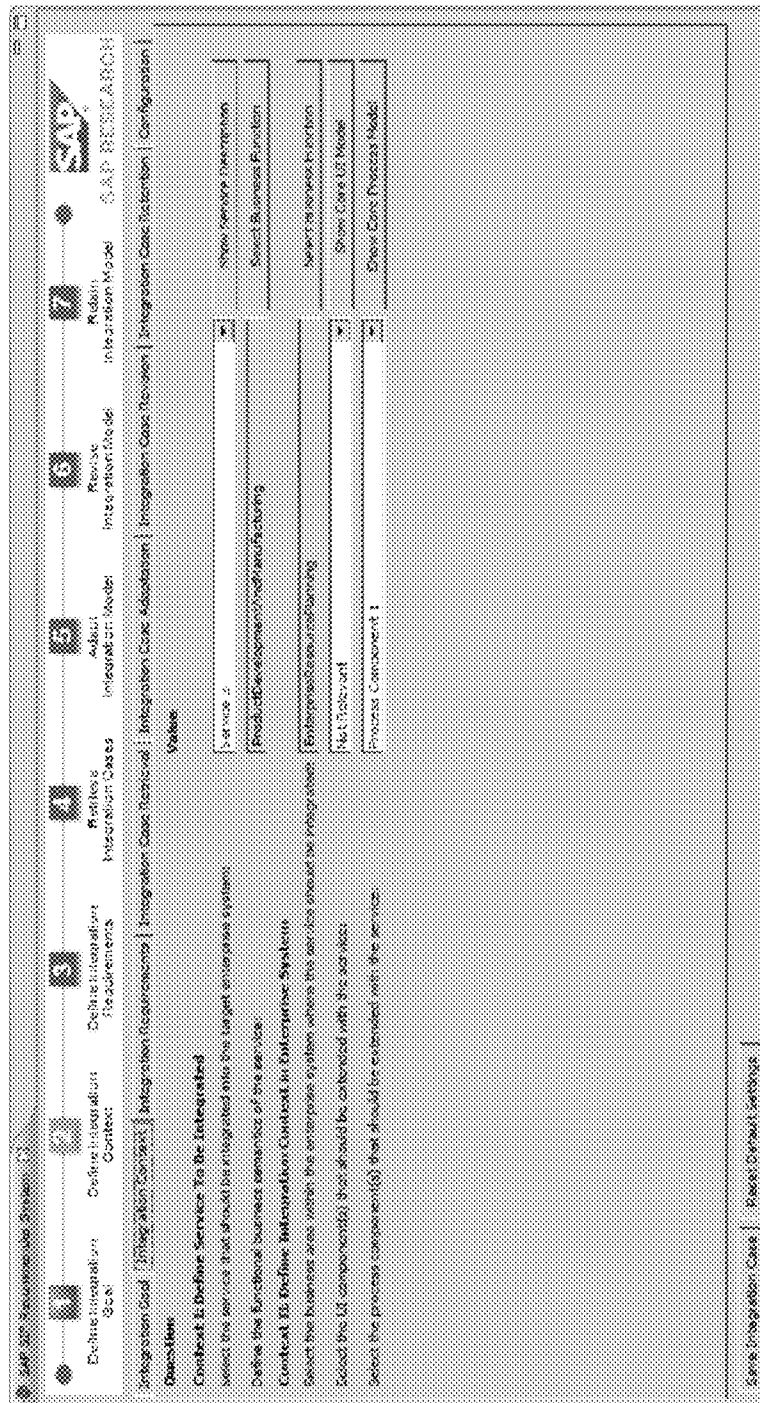 SAP Recommender System
1 2 3 4 5 6 7
Define Integration Goal
Define Integration Context
Define Integration Requirements
Retrieve Integration Cases
Adapt Integration Model
Revise Integration Model
Retain Integration Model
SAP
SAP RESEARCH
Integration Goal | Integration Context | Integration Requirements | Integration Case Retrieval | Integration Case Adaptation | Integration Case Revision | Integration Case Retention | Configuration
Question Value
Context I: Define Service To Be Integrated
Select the service that should be integrated into the target enterprise system: Service Show Service Description
Define the functional business semantics of the service: ProductDevelopmentAndManufacturing Select Business Function
Context II: Define Integration Context in Enterprise System
Select the business area within the enterprise system where the service should be integrated: EnterpriseResourcePlanning Select Business Function
Select the UI component(s) that should be extended with the service: Not Relevant Show Core UI Model
Select the process component(s) that should be extended with the service: Process Component 1 Show Core Process Model
Save Integration Case | Reset Default Settings